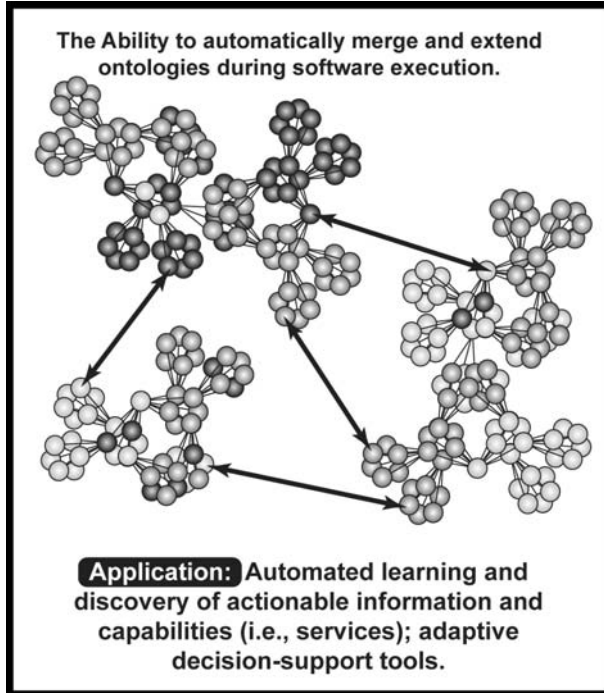 The Ability to automatically merge and extend
ontologies during software execution.
Application: Automated learning and
discovery of actionable information and
capabilities (i.e., services); adaptive
decision-support tools.